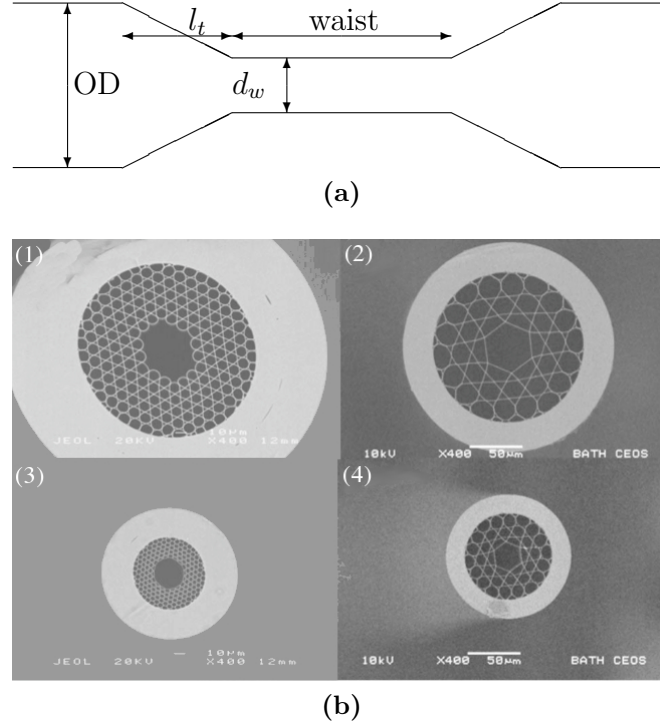 l_t
waist
OD
d_w
(a)
(1)
10μm
JEOL 20KV X400 12mm
(2)
10kV X400 50μm BATH CEOS
(3)
10μm
JEOL 20KV X400 12mm
(4)
10kV X400 50μm BATH CEOS
(b)